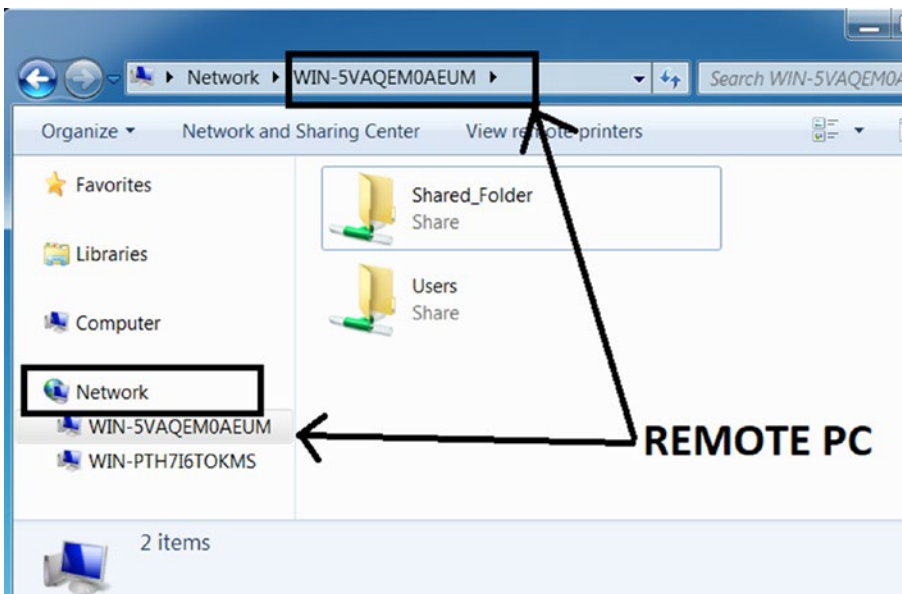 Network WIN-5VAQEM0AEUM
Search WIN-5VAQEM0A
Organize Network and Sharing Center View remote printers
Favorites
Libraries
Computer
Network
WIN-5VAQEM0AEUM
WIN-PTH7I6TOKMS
Shared_Folder
Share
Users
Share
REMOTE PC
2 items